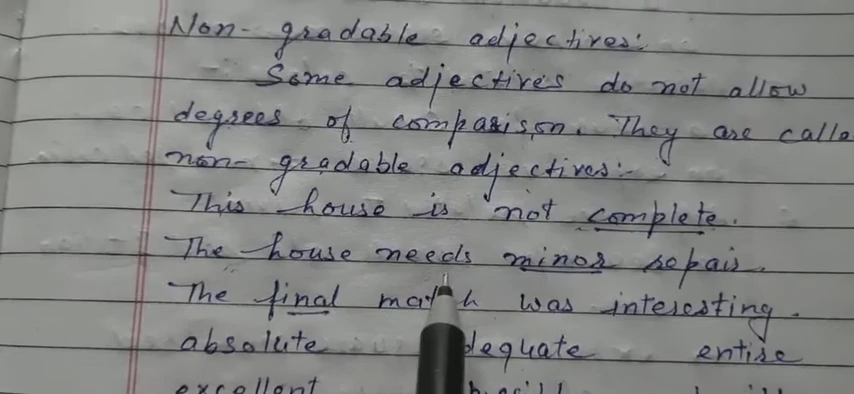 Non-gradable adjectives:
Some adjectives do not allow
degrees of comparison. They are calle
non-gradable adjectives:-
This house is not complete.
The house needs minor repair.
The final match was interesting.
absolute dequate entire
excellent